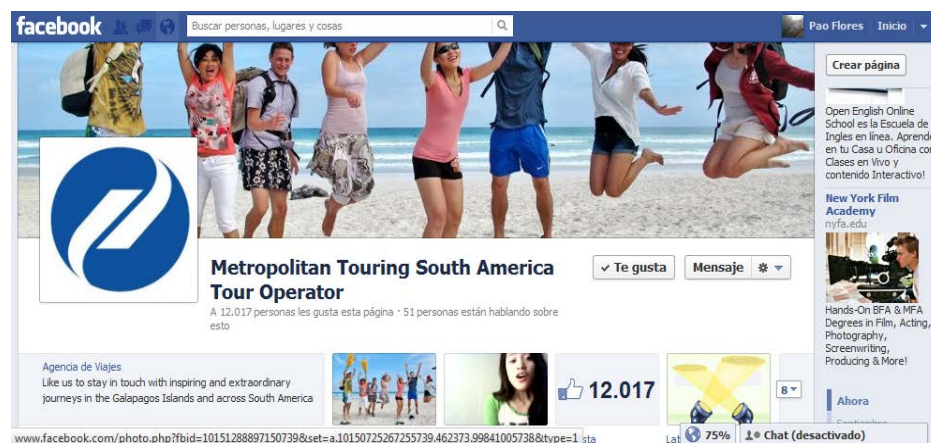 facebook
Buscar personas, lugares y cosas
Pao Flores Inicio
Crear página
Open English Online
School es la Escuela de
Ingles en línea. Aprende
en tu Casa u Oficina con
Clases en Vivo y
contenido Interactivo!
New York Film
Academy
nyfa.edu
Hands-On BFA & MFA
Degrees in Film, Acting,
Photography,
Screenwriting,
Producing & More!
Ahora
Metropolitan Touring South America
Tour Operator
A 12.017 personas les gusta esta página · 51 personas están hablando sobre
esto
✓ Te gusta
Mensaje
Agencia de Viajes
Like us to stay in touch with inspiring and extraordinary
journeys in the Galapagos Islands and across South America
12.017
8
www.facebook.com/photo.php?fbid=10151288897150739&set=a.10150725267255739.462373.99841005738&type=1
75%
Chat (desactivado)